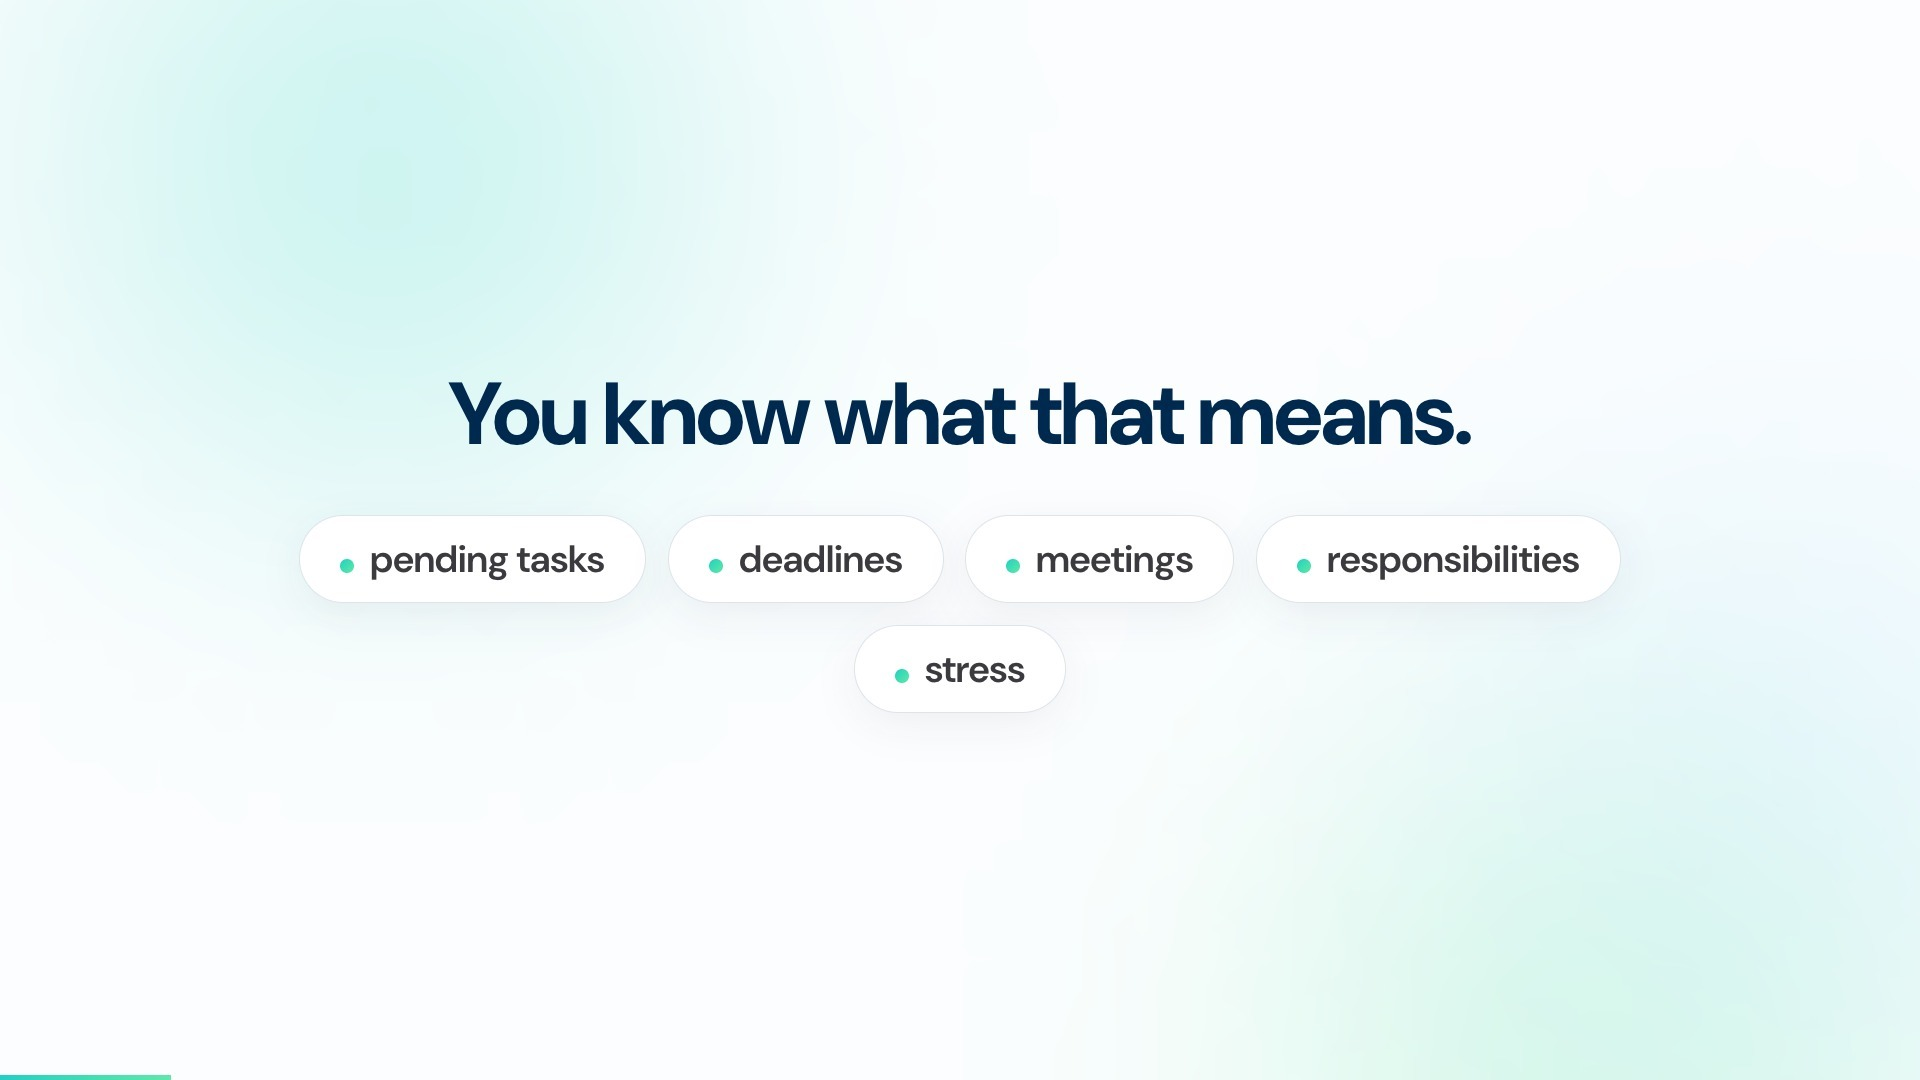 You know what that means.
pending tasks deadlines meetings responsibilities
stress